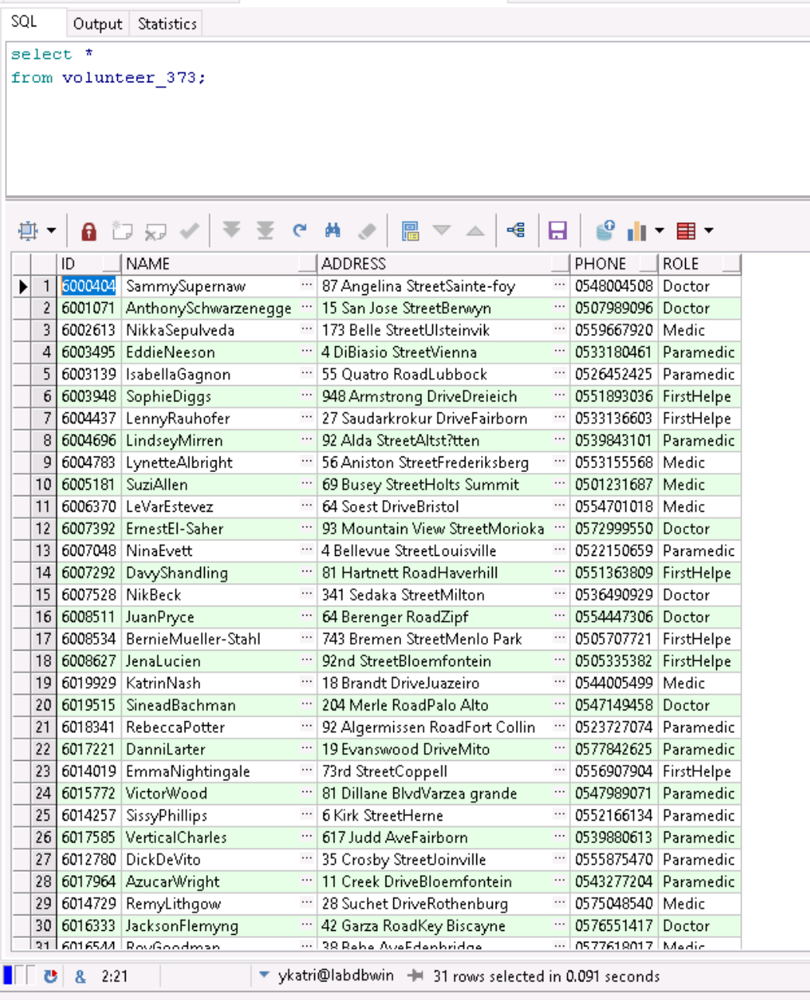 SQL Output Statistics
select *
from volunteer_373;
ID NAME ADDRESS PHONE ROLE
1 6000404 SammySupernaw ... 87 Angelina StreetSainte-foy ... 0548004508 Doctor
2 6001071 AnthonySchwarzenegge ... 15 San Jose StreetBerwyn ... 0507989096 Doctor
3 6002613 NikkaSepulveda ... 173 Belle StreetUlsteinvik ... 0559667920 Medic
4 6003495 EddieNeeson ... 4 DiBiasio StreetVienna ... 0533180461 Paramedic
5 6003139 IsabellaGagnon ... 55 Quatro RoadLubbock ... 0526452425 Paramedic
6 6003948 SophieDiggs ... 948 Armstrong DriveDreieich ... 0551893036 FirstHelpe
7 6004437 LennyRauhofer ... 27 Saudarkrokur DriveFairborn ... 0533136603 FirstHelpe
8 6004696 LindseyMirren ... 92 Alda StreetAltst?tten ... 0539843101 Paramedic
9 6004783 LynetteAlbright ... 56 Aniston StreetFrederiksberg ... 0553155568 Medic
10 6005181 SuziAllen ... 69 Busey StreetHolts Summit ... 0501231687 Medic
11 6006370 LeVarEstevez ... 64 Soest DriveBristol ... 0554701018 Medic
12 6007392 ErnestEl-Saher ... 93 Mountain View StreetMorioka ... 0572999550 Doctor
13 6007048 NinaEvett ... 4 Bellevue StreetLouisville ... 0522150659 Paramedic
14 6007292 DavyShandling ... 81 Hartnett RoadHaverhill ... 0551363809 FirstHelpe
15 6007528 NikBeck ... 341 Sedaka StreetMilton ... 0536490929 Doctor
16 6008511 JuanPryce ... 64 Berenger RoadZipf ... 0554447306 Doctor
17 6008534 BernieMueller-Stahl ... 743 Bremen StreetMenlo Park ... 0505707721 FirstHelpe
18 6008627 JenaLucien ... 92nd StreetBloemfontein ... 0505335382 FirstHelpe
19 6019929 KatrinNash ... 18 Brandt DriveJuazeiro ... 0544005499 Medic
20 6019515 SineadBachman ... 204 Merle RoadPalo Alto ... 0547149458 Doctor
21 6018341 RebeccaPotter ... 92 Algermissen RoadFort Collin ... 0523727074 Paramedic
22 6017221 DanniLarter ... 19 Evanswood DriveMito ... 0577842625 Paramedic
23 6014019 EmmaNightingale ... 73rd StreetCoppell ... 0556907904 FirstHelpe
24 6015772 VictorWood ... 81 Dillane BlvdVarzea grande ... 0547989071 Paramedic
25 6014257 SissyPhillips ... 6 Kirk StreetHerne ... 0552166134 Paramedic
26 6017585 VerticalCharles ... 617 Judd AveFairborn ... 0539880613 Paramedic
27 6012780 DickDeVito ... 35 Crosby StreetJoinville ... 0555875470 Paramedic
28 6017964 AzucarWright ... 11 Creek DriveBloemfontein ... 0543277204 Paramedic
29 6014729 RemyLithgow ... 28 Suchet DriveRothenburg ... 0575048540 Medic
30 6016333 JacksonFlemyng ... 42 Garza RoadKey Biscayne ... 0576551417 Doctor
31 6016544 RoyGoodman ... 38 Bebe AveEdenbridge ... 0577618017 Medic
& 2:21 ykatri@labdbwin 31 rows selected in 0.091 seconds